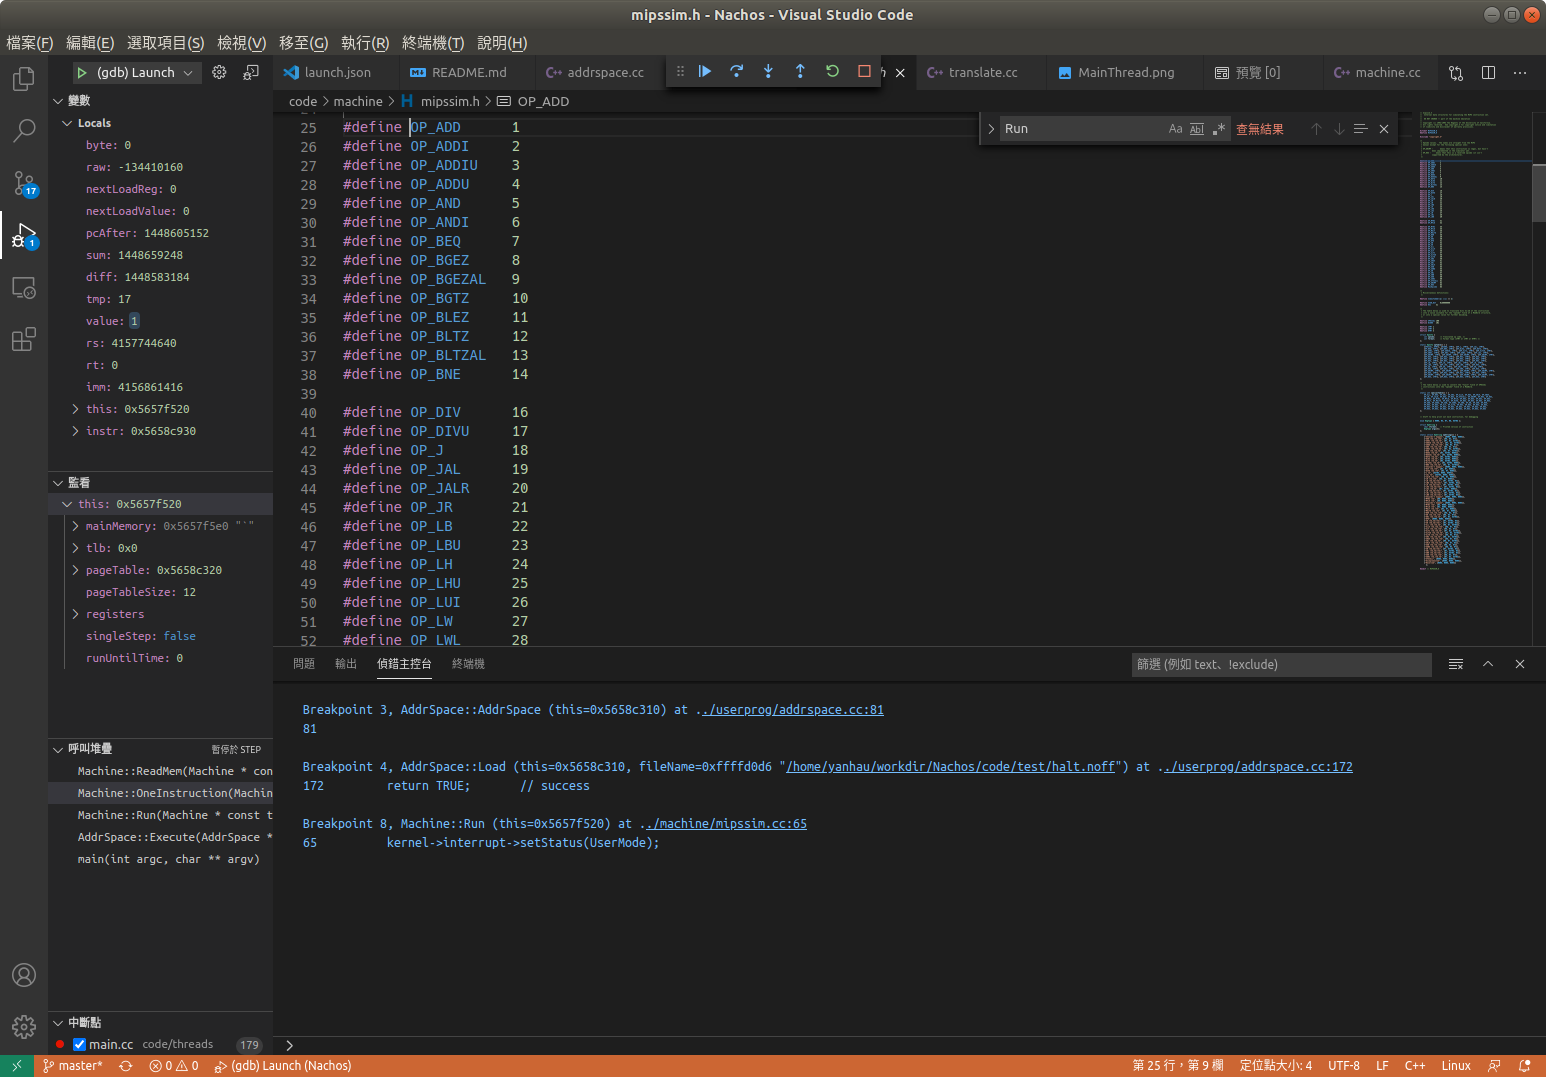 mipssim.h - Nachos - Visual Studio Code
檔案(F) 編輯(E) 選取項目(S) 檢視(V) 移至(G) 執行(R) 終端機(T) 說明(H)
(gdb) Launch
launch.json
README.md
addrspace.cc
translate.cc
MainThread.png
預覽 [0]
machine.cc
code > machine > mipssim.h > OP_ADD
Run
Aa Abl .*
查無結果
變數
Locals
byte: 0
raw: -134410160
nextLoadReg: 0
nextLoadValue: 0
pcAfter: 1448605152
sum: 1448659248
diff: 1448583184
tmp: 17
value: 1
rs: 4157744640
rt: 0
imm: 4156861416
this: 0x5657f520
instr: 0x5658c930
監看
this: 0x5657f520
mainMemory: 0x5657f5e0 "`"
tlb: 0x0
pageTable: 0x5658c320
pageTableSize: 12
registers
singleStep: false
runUntilTime: 0
呼叫堆疊
暫停於 STEP
Machine::ReadMem(Machine * con
Machine::OneInstruction(Machin
Machine::Run(Machine * const t
AddrSpace::Execute(AddrSpace *
main(int argc, char ** argv)
中斷點
main.cc code/threads 179
25 #define OP_ADD 1
26 #define OP_ADDI 2
27 #define OP_ADDIU 3
28 #define OP_ADDU 4
29 #define OP_AND 5
30 #define OP_ANDI 6
31 #define OP_BEQ 7
32 #define OP_BGEZ 8
33 #define OP_BGEZAL 9
34 #define OP_BGTZ 10
35 #define OP_BLEZ 11
36 #define OP_BLTZ 12
37 #define OP_BLTZAL 13
38 #define OP_BNE 14
39
40 #define OP_DIV 16
41 #define OP_DIVU 17
42 #define OP_J 18
43 #define OP_JAL 19
44 #define OP_JALR 20
45 #define OP_JR 21
46 #define OP_LB 22
47 #define OP_LBU 23
48 #define OP_LH 24
49 #define OP_LHU 25
50 #define OP_LUI 26
51 #define OP_LW 27
52 #define OP_LWL 28
問題 輸出 偵錯主控台 終端機
篩選 (例如 text、!exclude)
Breakpoint 3, AddrSpace::AddrSpace (this=0x5658c310) at ../userprog/addrspace.cc:81
81
Breakpoint 4, AddrSpace::Load (this=0x5658c310, fileName=0xffffd0d6 "/home/yanhau/workdir/Nachos/code/test/halt.noff") at ../userprog/addrspace.cc:172
172 return TRUE; // success
Breakpoint 8, Machine::Run (this=0x5657f520) at ../machine/mipssim.cc:65
65 kernel->interrupt->setStatus(UserMode);
17
1
master* 0 0 (gdb) Launch (Nachos)
第 25 行，第 9 欄 定位點大小: 4 UTF-8 LF C++ Linux